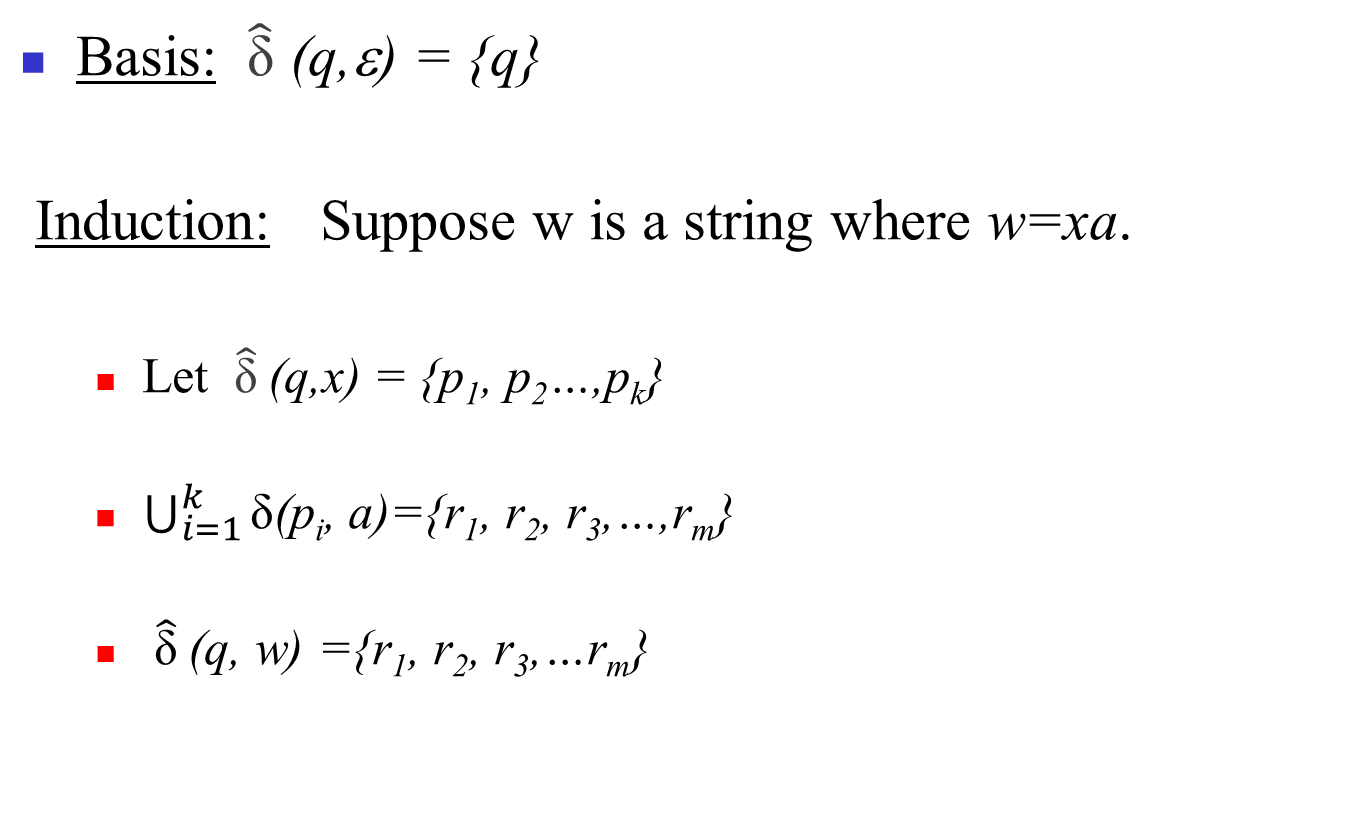 ▪ Basis: δ̂ (q,ε) = {q}
Induction: Suppose w is a string where w=xa.
▪ Let δ̂ (q,x) = {p₁, p₂...,pₖ}
▪ ⋃ᵏᵢ₌₁ δ(pᵢ, a)={r₁, r₂, r₃,...,rₘ}
▪ δ̂ (q, w) ={r₁, r₂, r₃,...rₘ}